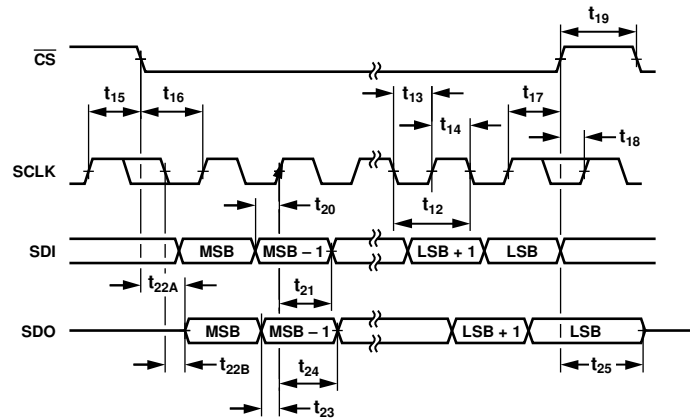 t19
CS
t15 t16 t13 t17
t14
t18
SCLK
t20 t12
SDI MSB MSB – 1 LSB + 1 LSB
t22A t21
SDO MSB MSB – 1 LSB + 1 LSB
t22B t24 t25
t23